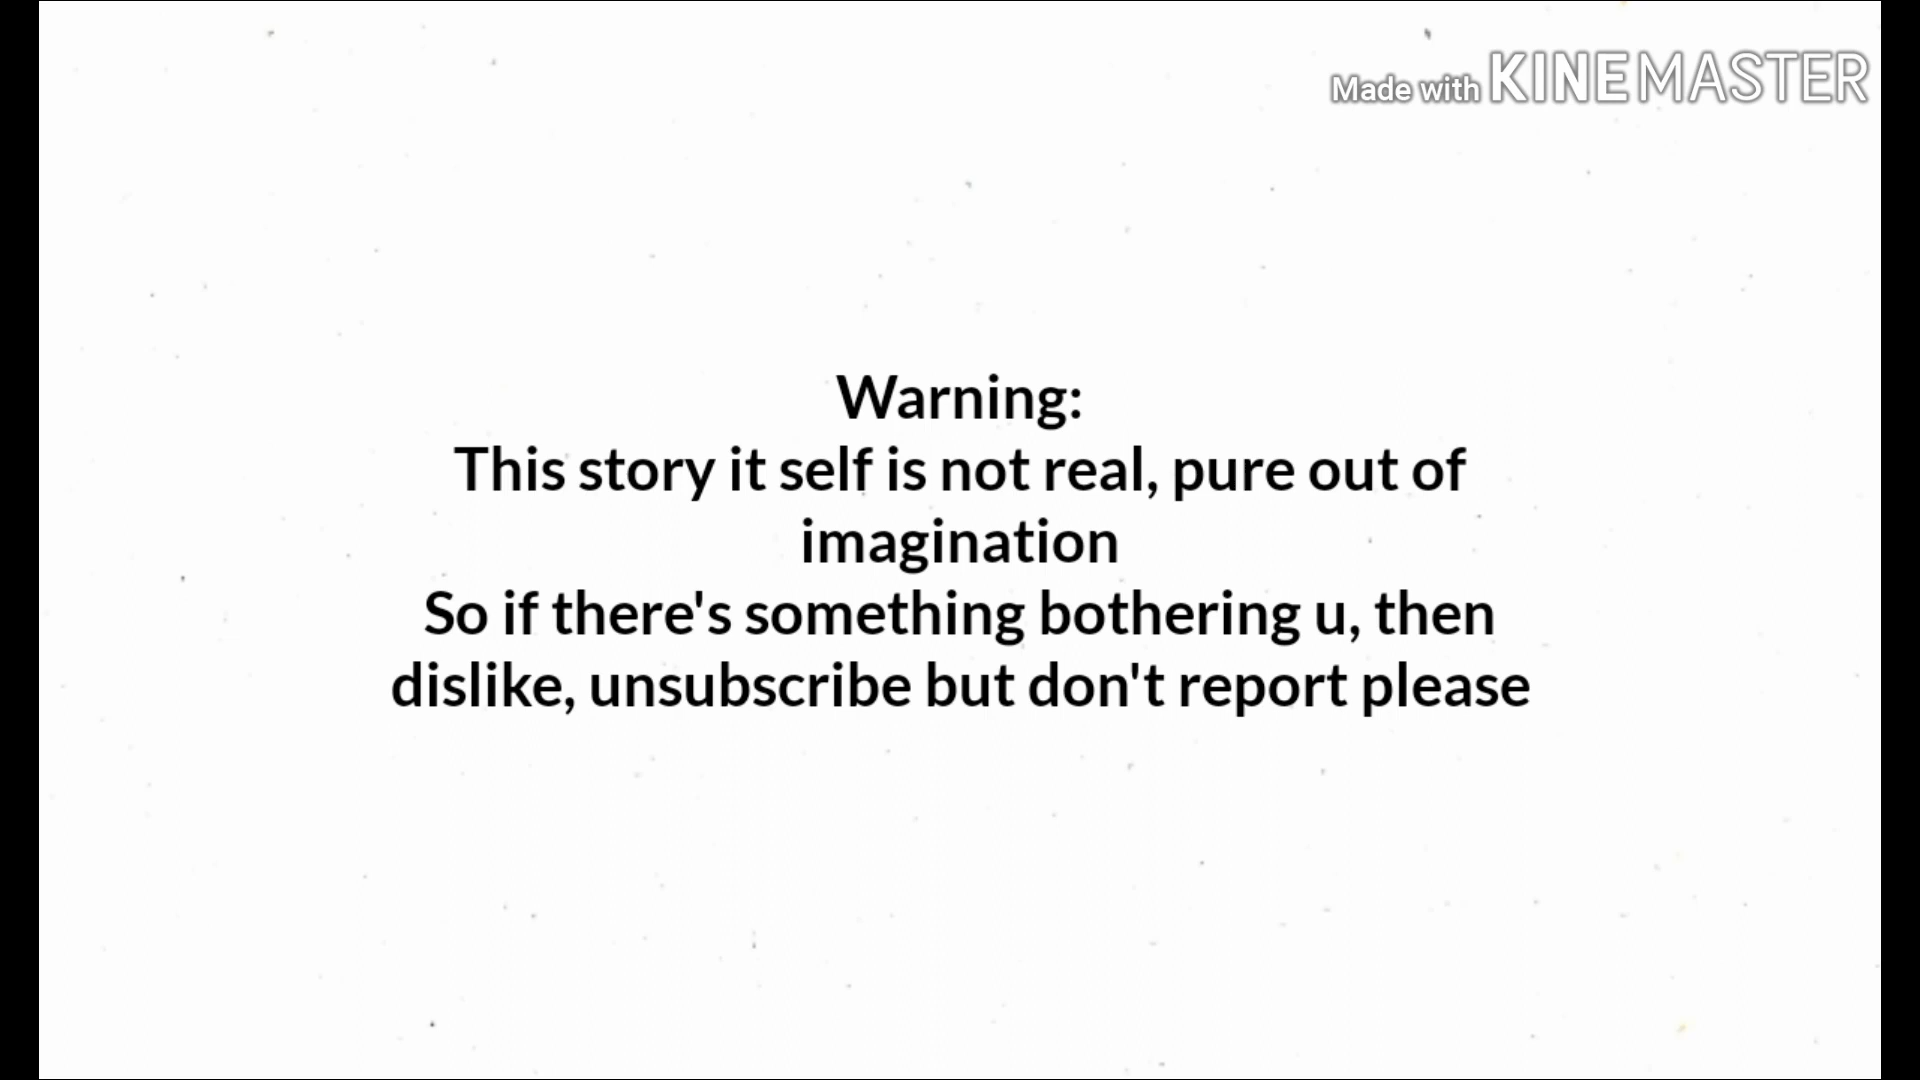 Made with KINEMASTER
Warning:
This story it self is not real, pure out of
imagination
So if there's something bothering u, then
dislike, unsubscribe but don't report please